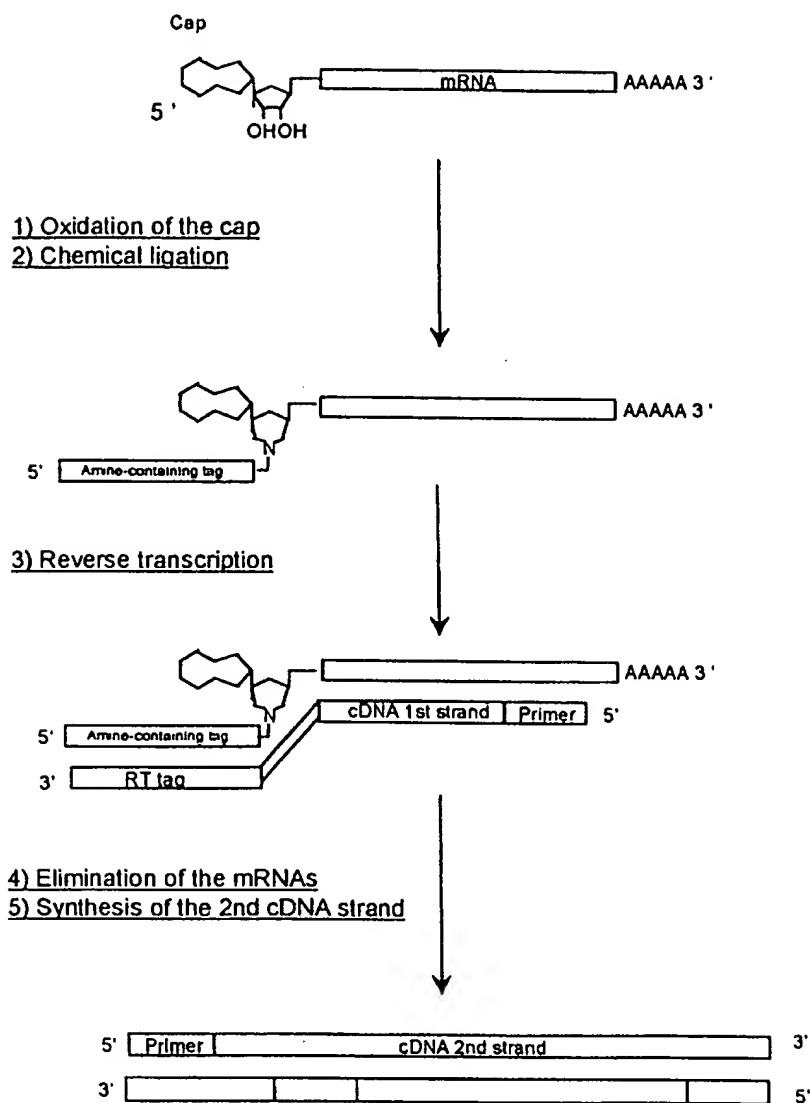 Cap
mRNA AAAAA 3 '
5 '
OHOH
1) Oxidation of the cap
2) Chemical ligation
AAAAA 3 '
N
5' Amine-containing tag
3) Reverse transcription
AAAAA 3 '
cDNA 1st strand Primer 5'
N
5' Amine-containing tag
3' RT tag
4) Elimination of the mRNAs
5) Synthesis of the 2nd cDNA strand
5' Primer cDNA 2nd strand 3'
3' 5'